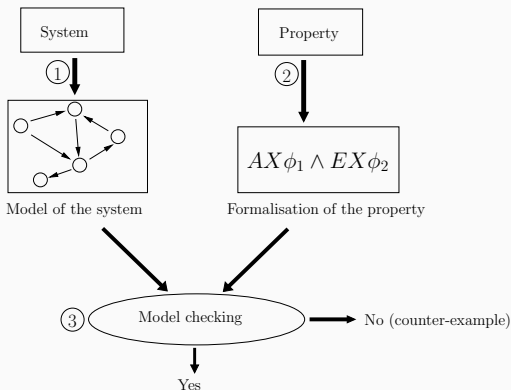 System
Property
1
2
AXϕ₁ ∧ EXϕ₂
Model of the system
Formalisation of the property
3
Model checking
No (counter-example)
Yes